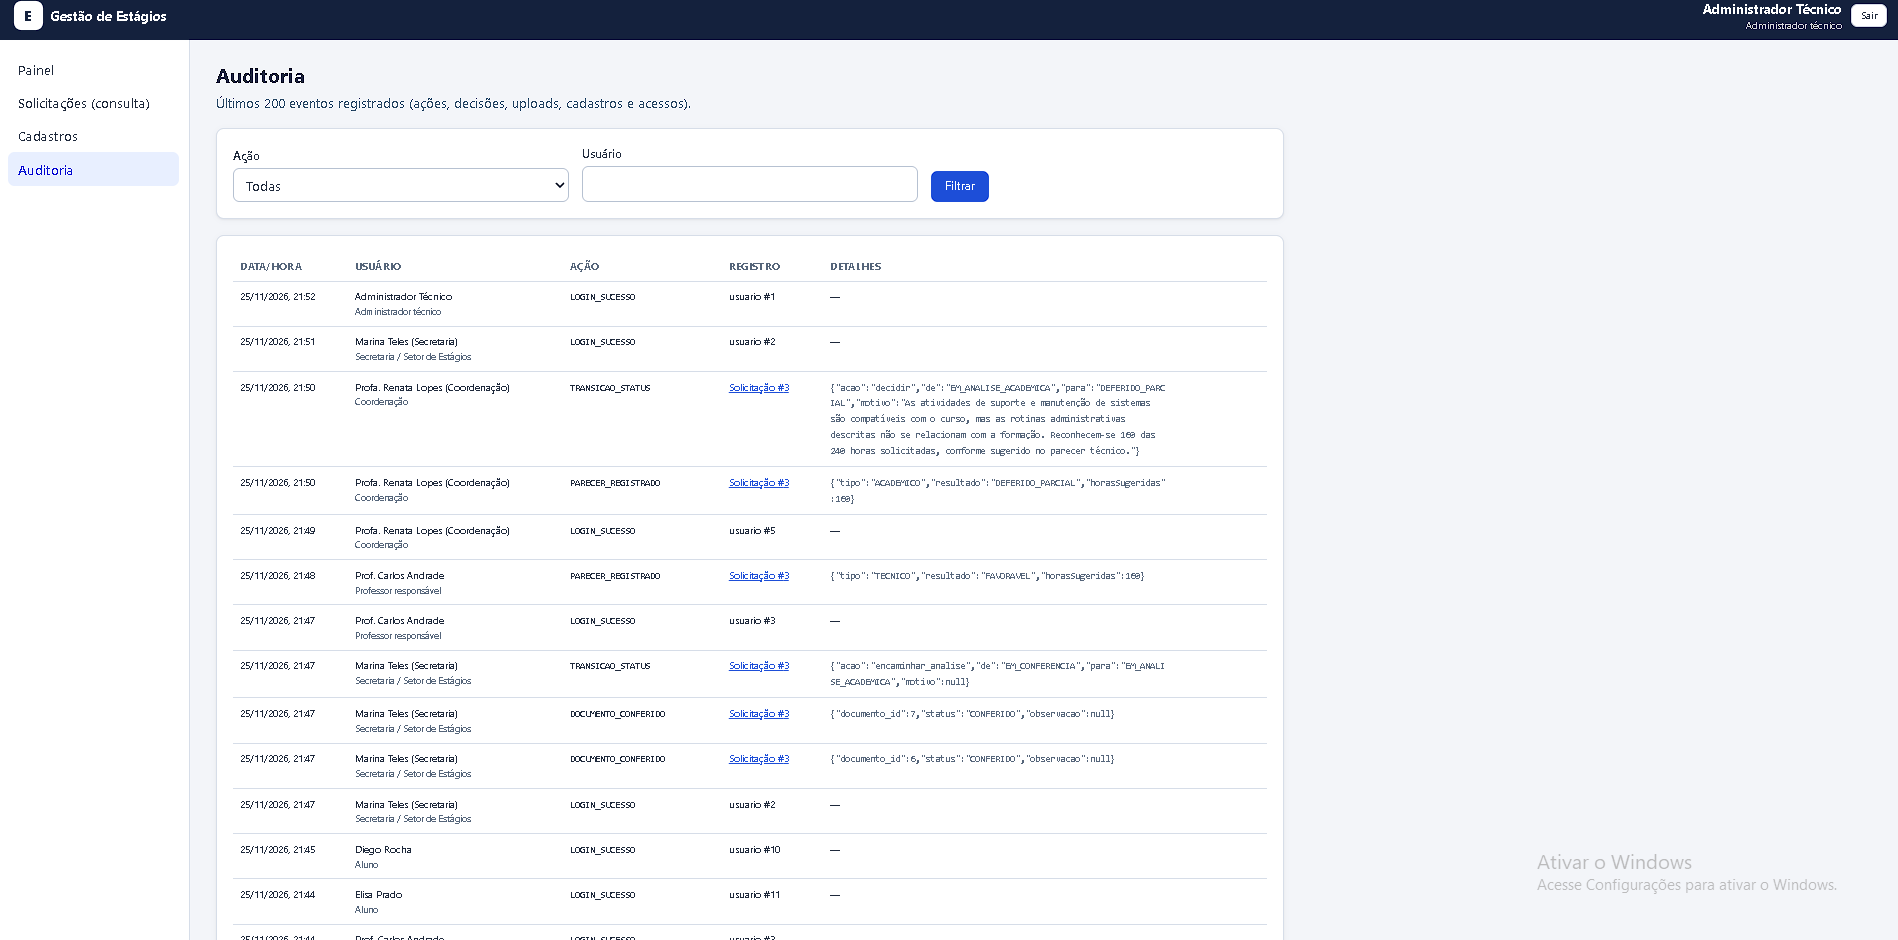 E Gestão de Estágios
Administrador Técnico
Administrador técnico
Sair
Painel
Solicitações (consulta)
Cadastros
Auditoria
Auditoria
Últimos 200 eventos registrados (ações, decisões, uploads, cadastros e acessos).
Ação
Todas
Usuário
Filtrar
DATA/HORA USUÁRIO AÇÃO REGISTRO DETALHES
25/11/2026, 21:52 Administrador Técnico LOGIN_SUCESSO usuario #1 —
Administrador técnico
25/11/2026, 21:51 Marina Teles (Secretaria) LOGIN_SUCESSO usuario #2 —
Secretaria / Setor de Estágios
25/11/2026, 21:50 Profa. Renata Lopes (Coordenação) TRANSICAO_STATUS Solicitação #3 {"acao":"decidir","de":"EM_ANALISE_ACADEMICA","para":"DEFERIDO_PARC
Coordenação IAL","motivo":"As atividades de suporte e manutenção de sistemas
são compatíveis com o curso, mas as rotinas administrativas
descritas não se relacionam com a formação. Reconhecem-se 160 das
240 horas solicitadas, conforme sugerido no parecer técnico."}
25/11/2026, 21:50 Profa. Renata Lopes (Coordenação) PARECER_REGISTRADO Solicitação #3 {"tipo":"ACADEMICO","resultado":"DEFERIDO_PARCIAL","horasSugeridas"
Coordenação :160}
25/11/2026, 21:49 Profa. Renata Lopes (Coordenação) LOGIN_SUCESSO usuario #5 —
Coordenação
25/11/2026, 21:48 Prof. Carlos Andrade PARECER_REGISTRADO Solicitação #3 {"tipo":"TECNICO","resultado":"FAVORAVEL","horasSugeridas":160}
Professor responsável
25/11/2026, 21:47 Prof. Carlos Andrade LOGIN_SUCESSO usuario #3 —
Professor responsável
25/11/2026, 21:47 Marina Teles (Secretaria) TRANSICAO_STATUS Solicitação #3 {"acao":"encaminhar_analise","de":"EM_CONFERENCIA","para":"EM_ANALI
Secretaria / Setor de Estágios SE_ACADEMICA","motivo":null}
25/11/2026, 21:47 Marina Teles (Secretaria) DOCUMENTO_CONFERIDO Solicitação #3 {"documento_id":7,"status":"CONFERIDO","observacao":null}
Secretaria / Setor de Estágios
25/11/2026, 21:47 Marina Teles (Secretaria) DOCUMENTO_CONFERIDO Solicitação #3 {"documento_id":6,"status":"CONFERIDO","observacao":null}
Secretaria / Setor de Estágios
25/11/2026, 21:47 Marina Teles (Secretaria) LOGIN_SUCESSO usuario #2 —
Secretaria / Setor de Estágios
25/11/2026, 21:45 Diego Rocha LOGIN_SUCESSO usuario #10 —
Aluno
25/11/2026, 21:44 Elisa Prado LOGIN_SUCESSO usuario #11 —
Aluno
25/11/2026, 21:44 Prof. Carlos Andrade LOGIN_SUCESSO usuario #3
Ativar o Windows
Acesse Configurações para ativar o Windows.